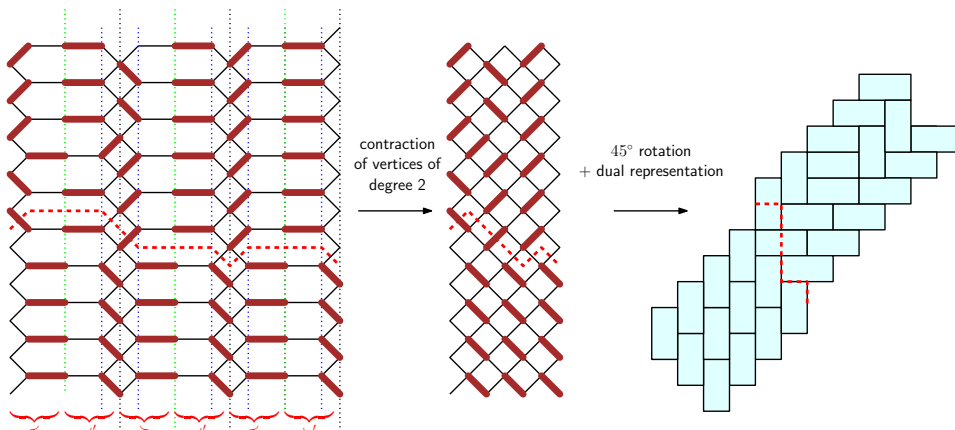 contraction
of vertices of
degree 2
45° rotation
+ dual representation